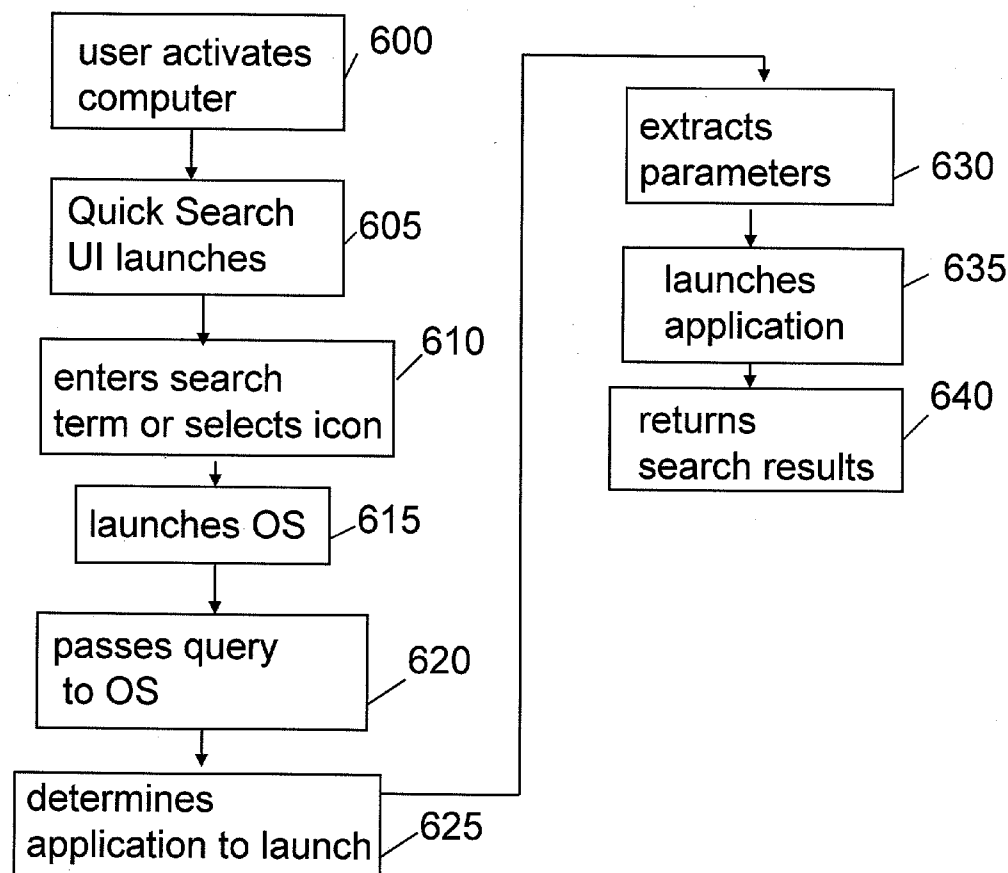 user activates
computer
600
Quick Search
UI launches
605
enters search
term or selects icon
610
launches OS
615
passes query
to OS
620
determines
application to launch
625
extracts
parameters
630
launches
application
635
returns
search results
640